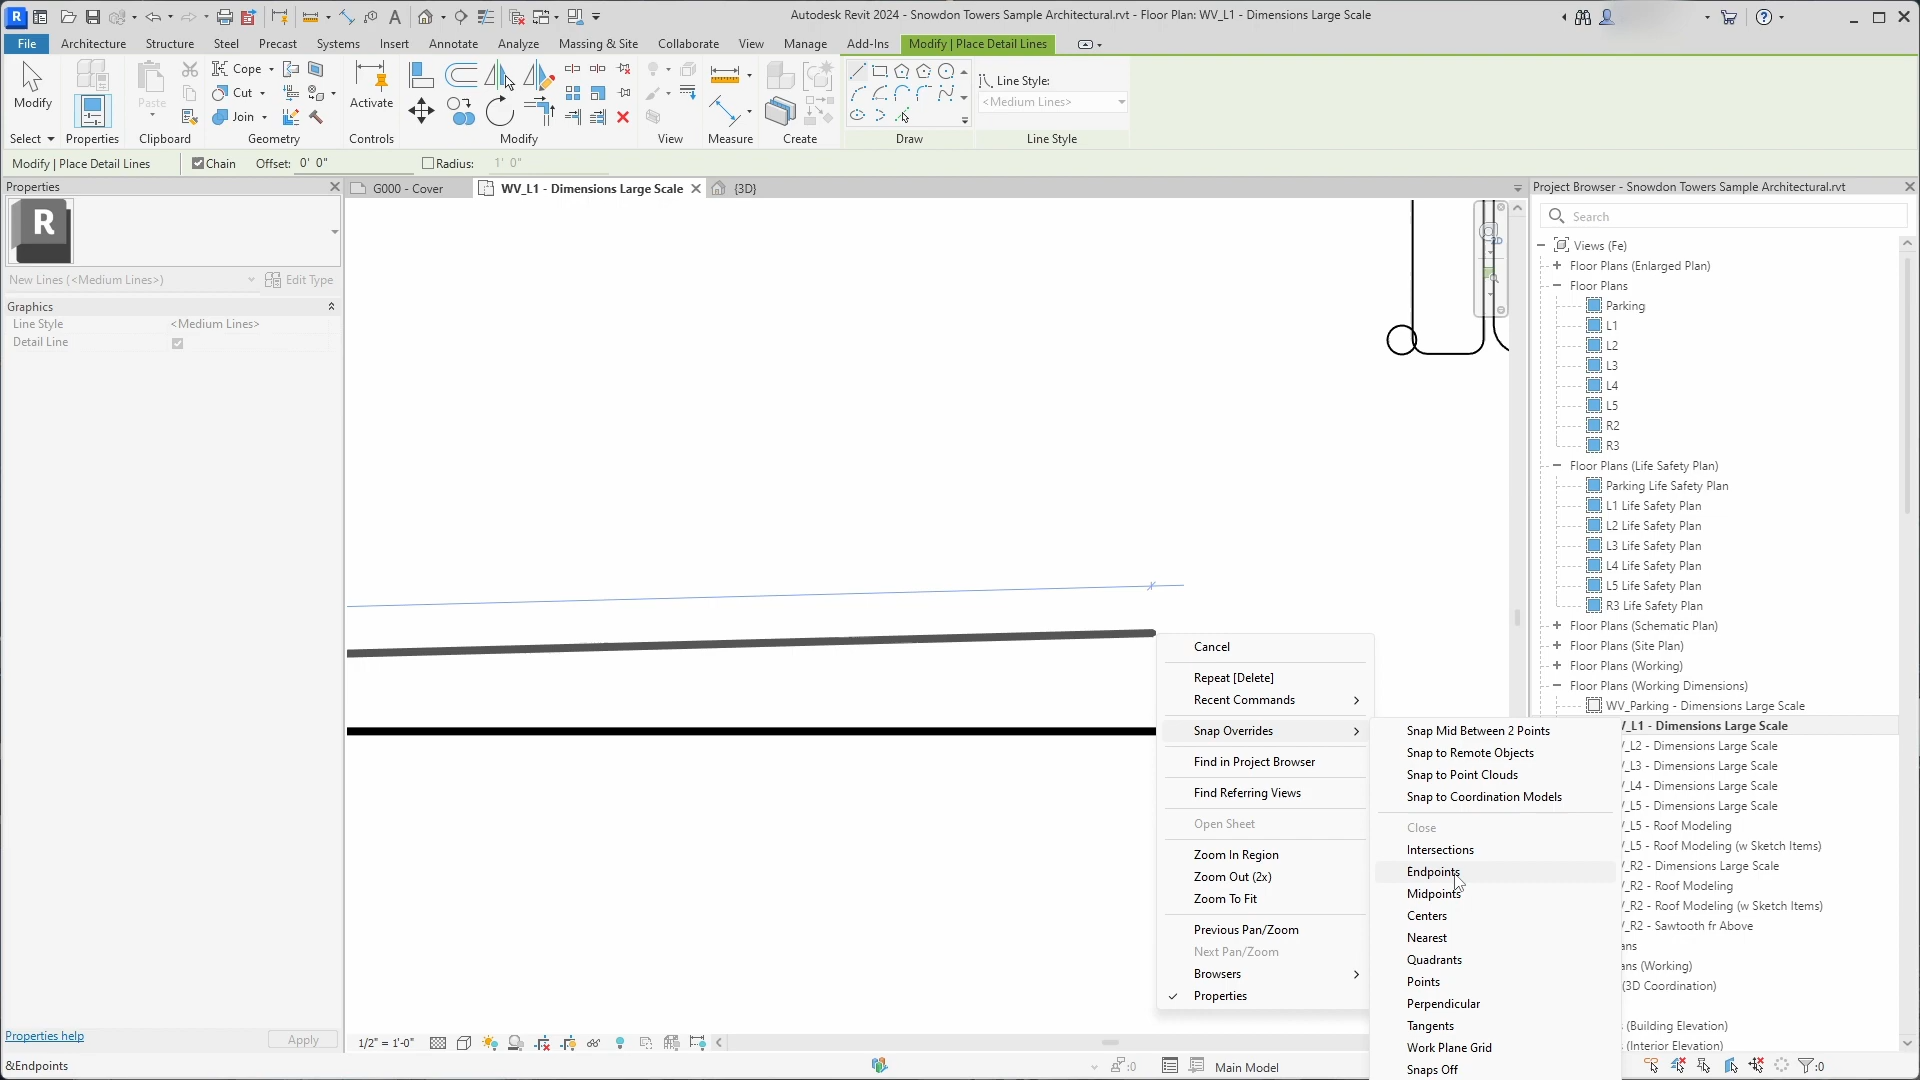 Autodesk Revit 2024 - Snowdon Towers Sample Architectural.rvt - Floor Plan: WV_L1 - Dimensions Large Scale
File Architecture Structure Steel Precast Systems Insert Annotate Analyze Massing & Site Collaborate View Manage Add-Ins Modify | Place Detail Lines
Modify
Paste
Cope
Cut
Join
Activate
Line Style:
<Medium Lines>
Select Properties Clipboard Geometry Controls Modify View Measure Create Draw Line Style
Modify | Place Detail Lines Chain Offset: 0' 0" Radius: 1' 0"
Properties
G000 - Cover
WV_L1 - Dimensions Large Scale
{3D}
Project Browser - Snowdon Towers Sample Architectural.rvt
R
New Lines (<Medium Lines>)
Edit Type
Graphics
Line Style <Medium Lines>
Detail Line
2D
Search
Views (Fe)
Floor Plans (Enlarged Plan)
Floor Plans
Parking
L1
L2
L3
L4
L5
R2
R3
Floor Plans (Life Safety Plan)
Parking Life Safety Plan
L1 Life Safety Plan
L2 Life Safety Plan
L3 Life Safety Plan
L4 Life Safety Plan
L5 Life Safety Plan
R3 Life Safety Plan
Floor Plans (Schematic Plan)
Floor Plans (Site Plan)
Floor Plans (Working)
Floor Plans (Working Dimensions)
WV_Parking - Dimensions Large Scale
/_L1 - Dimensions Large Scale
/_L2 - Dimensions Large Scale
/_L3 - Dimensions Large Scale
/_L4 - Dimensions Large Scale
/_L5 - Dimensions Large Scale
/_L5 - Roof Modeling
/_L5 - Roof Modeling (w Sketch Items)
/_R2 - Dimensions Large Scale
/_R2 - Roof Modeling
/_R2 - Roof Modeling (w Sketch Items)
/_R2 - Sawtooth fr Above
ans
ans (Working)
(3D Coordination)
(Building Elevation)
(Interior Elevation)
Cancel
Repeat [Delete]
Recent Commands
Snap Overrides
Find in Project Browser
Find Referring Views
Open Sheet
Zoom In Region
Zoom Out (2x)
Zoom To Fit
Previous Pan/Zoom
Next Pan/Zoom
Browsers
Properties
Snap Mid Between 2 Points
Snap to Remote Objects
Snap to Point Clouds
Snap to Coordination Models
Close
Intersections
Endpoints
Midpoints
Centers
Nearest
Quadrants
Points
Perpendicular
Tangents
Work Plane Grid
Snaps Off
Properties help
Apply
1/2" = 1'-0"
&Endpoints
:0
Main Model
:0